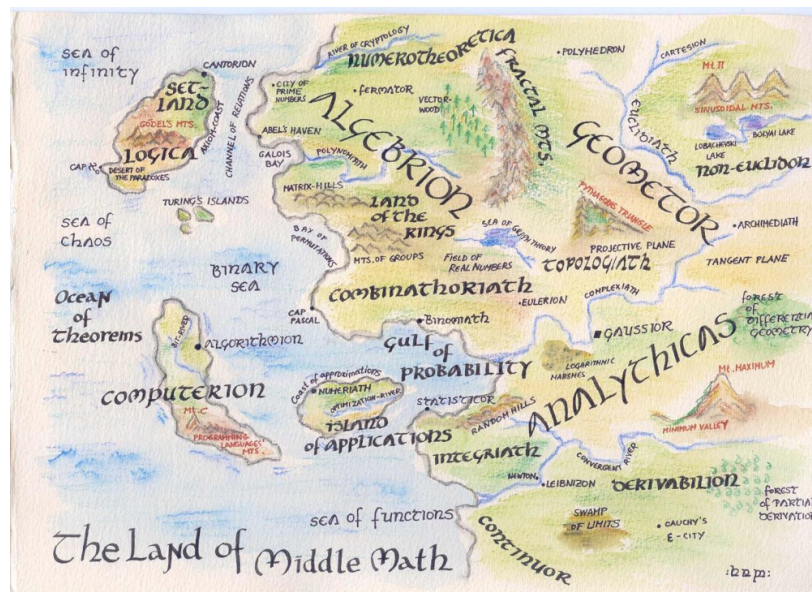 Sea of
Infinity
CANTORION
SET-
LAND
GÖDEL'S MTS.
LOGICA
AXIOM-COAST
CHANNEL OF RELATIONS
DESERT OF
THE PARADOXES
TURING'S ISLANDS
Sea of
Chaos
RIVER OF CRYPTOLOGY
NUMEROTHEORETICA
CITY OF
PRIME
NUMBERS
FERMATOR
VECTOR-
WOOD
ABEL'S HAVEN
ALGEBRION
GALOIS
BAY
POLYNOMIATH
MATRIX-HILLS
LAND
OF THE
RINGS
FRACTAL MTS.
POLYHEDRON
CARTESION
EUCLIDIATH
Mt. Π
SINUSOIDAL MTS.
LOBACHEVSKI
LAKE
BOLYAI LAKE
NON-EUCLIDOR
GEOMETOR
PYTHAGORAS TRIANGLE
ARCHIMEDIATH
BAY OF
PERMUTATIONS
MTS. OF GROUPS
SEA OF GRAPH THEORY
FIELD OF
REAL NUMBERS
PROJECTIVE PLANE
TOPOLOGIATH
TANGENT PLANE
BINARY
SEA
COMBINATHORIATH
EULERION
COMPLEXIATH
Ocean
of
Theorems
CAP
PASCAL
BINOMIATH
GAUSSIOR
FOREST
OF
DIFFERENTIAL
GEOMETRY
BIT-RIVER
ALGORITHMION
GULF
OF
PROBABILITY
LOGARITHMIC
MARSHES
ANALYTHICAS
COMPUTERION
Mt. C
PROGRAMMING
LANGUAGES'
MTS.
Coast of approximations
NUMERIATH
OPTIMIZATION-RIVER
ISLAND
OF APPLICATIONS
STATISTICOR
RANDOM HILLS
Mt. MAXIMUM
MINIMUM VALLEY
INTEGRIATH
CONVERGENT RIVER
NEWTON
LEIBNIZON
DERIVABILION
FOREST
OF PARTIAL
DERIVATION
Sea of functions
CONTINUOR
SWAMP
OF LIMITS
CAUCHY'S
E-CITY
The Land of Middle Math